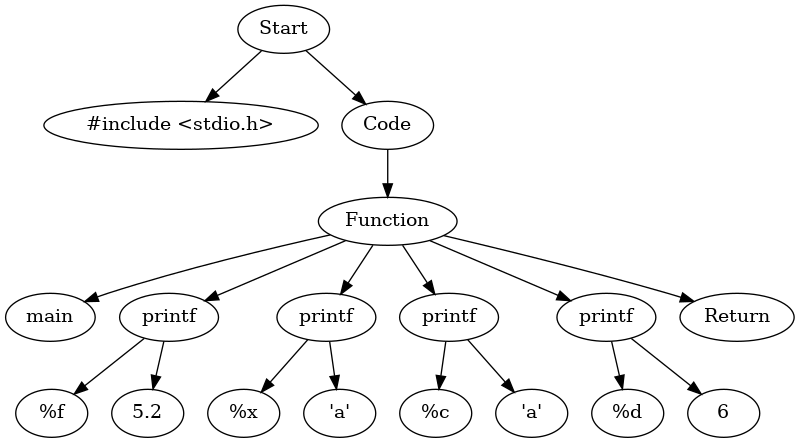 Start
#include <stdio.h>
Code
Function
main
printf
printf
printf
printf
Return
%f
5.2
%x
'a'
%c
'a'
%d
6